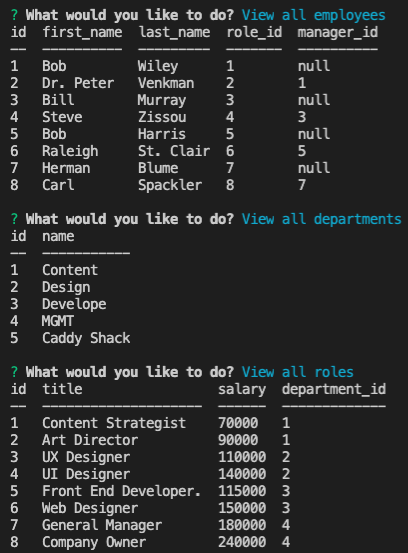 ? What would you like to do? View all employees
id  first_name  last_name  role_id  manager_id
--  ----------  ---------  -------  ----------
1   Bob         Wiley      1        null
2   Dr. Peter   Venkman    2        1
3   Bill        Murray     3        null
4   Steve       Zissou     4        3
5   Bob         Harris     5        null
6   Raleigh     St. Clair  6        5
7   Herman      Blume      7        null
8   Carl        Spackler   8        7
? What would you like to do? View all departments
id  name
--  -----------
1   Content
2   Design
3   Develope
4   MGMT
5   Caddy Shack
? What would you like to do? View all roles
id  title                 salary  department_id
--  --------------------  ------  -------------
1   Content Strategist    70000   1
2   Art Director          90000   1
3   UX Designer           110000  2
4   UI Designer           140000  2
5   Front End Developer.  115000  3
6   Web Designer          150000  3
7   General Manager       180000  4
8   Company Owner         240000  4